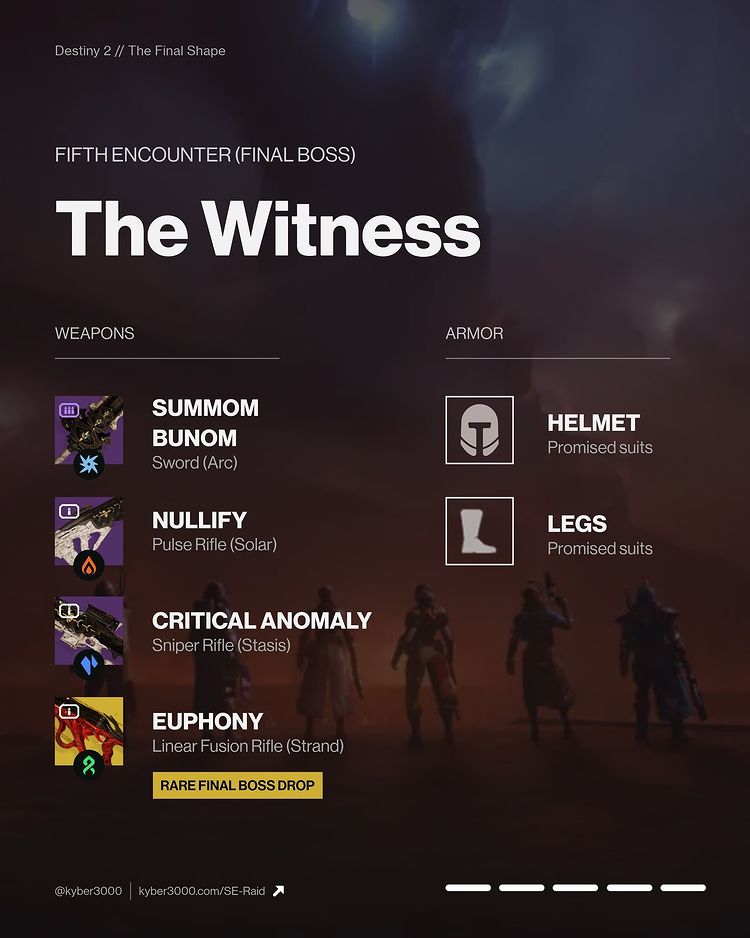 Destiny 2 // The Final Shape
FIFTH ENCOUNTER (FINAL BOSS)
The Witness
WEAPONS
SUMMOM
BUNOM
Sword (Arc)
NULLIFY
Pulse Rifle (Solar)
CRITICAL ANOMALY
Sniper Rifle (Stasis)
EUPHONY
Linear Fusion Rifle (Strand)
RARE FINAL BOSS DROP
ARMOR
HELMET
Promised suits
LEGS
Promised suits
@kyber3000
kyber3000.com/SE-Raid